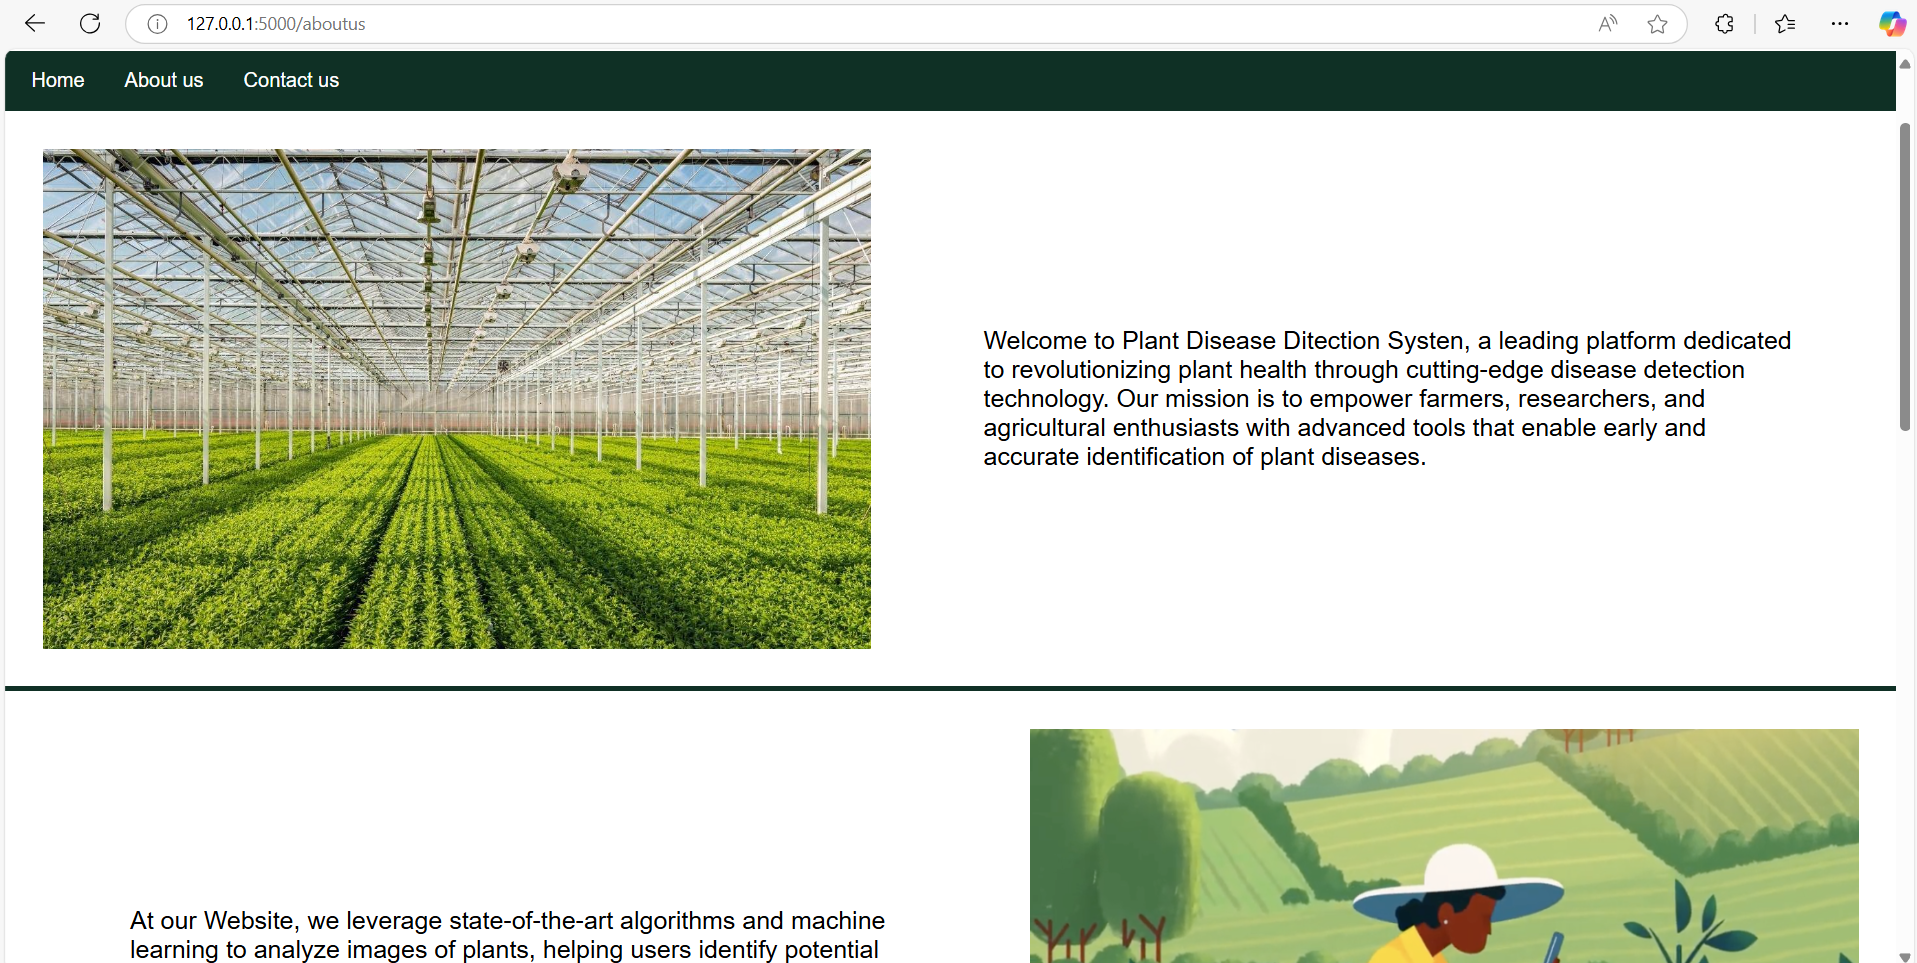 127.0.0.1:5000/aboutus
Home About us Contact us
Welcome to Plant Disease Ditection Systen, a leading platform dedicated
to revolutionizing plant health through cutting-edge disease detection
technology. Our mission is to empower farmers, researchers, and
agricultural enthusiasts with advanced tools that enable early and
accurate identification of plant diseases.
At our Website, we leverage state-of-the-art algorithms and machine
learning to analyze images of plants, helping users identify potential